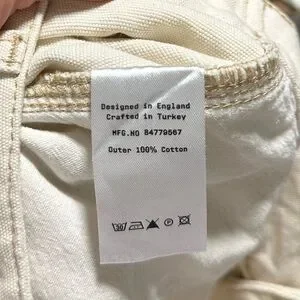 Designed in England
Crafted in Turkey
MFG.NO 84779567
Outer 100% Cotton